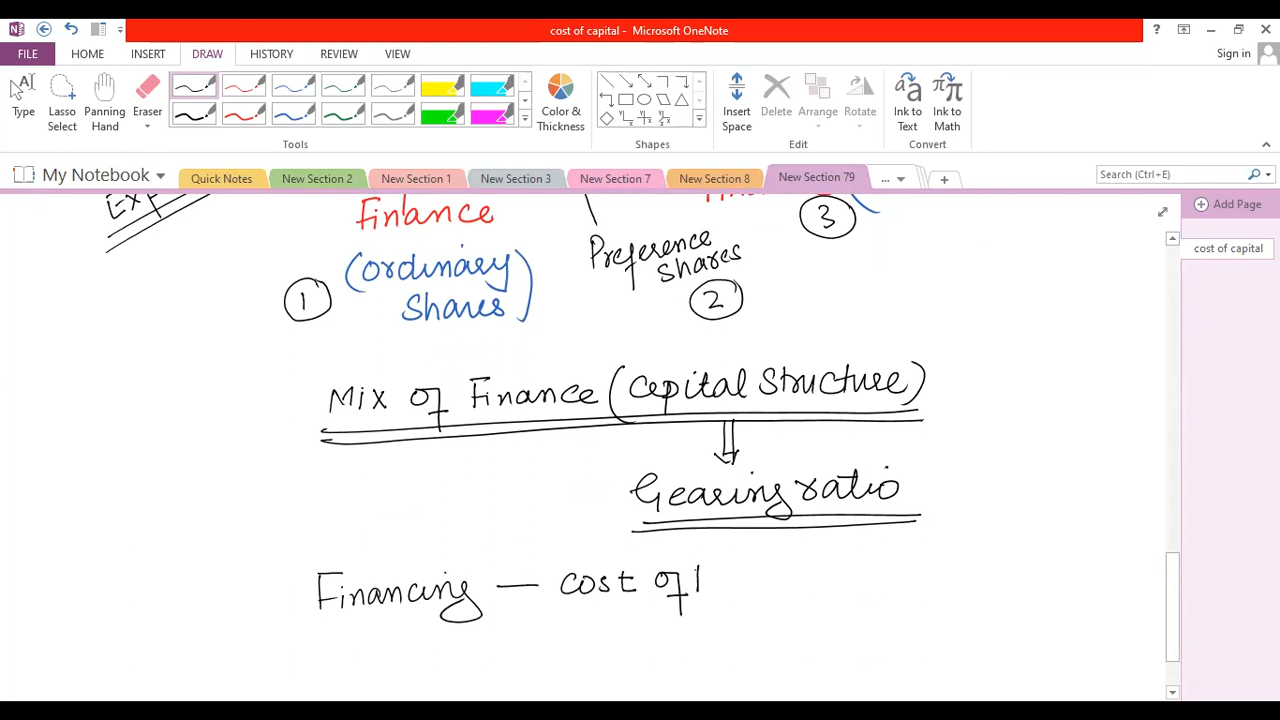 cost of capital - Microsoft OneNote
?
FILE HOME INSERT DRAW HISTORY REVIEW VIEW
Sign in
Type
Lasso Select
Panning Hand
Eraser
Color & Thickness
Insert Space
Delete
Arrange
Rotate
Ink to Text
Ink to Math
Tools
Shapes
Edit
Convert
My Notebook
Quick Notes
New Section 2
New Section 1
New Section 3
New Section 7
New Section 8
New Section 79
...
+
Search (Ctrl+E)
Add Page
cost of capital
Finance
3
Preference
Shares
2
(ordinary
Shares)
1
Mix of Finance (Capital Structure)
Gearing ratio
Financing — cost of